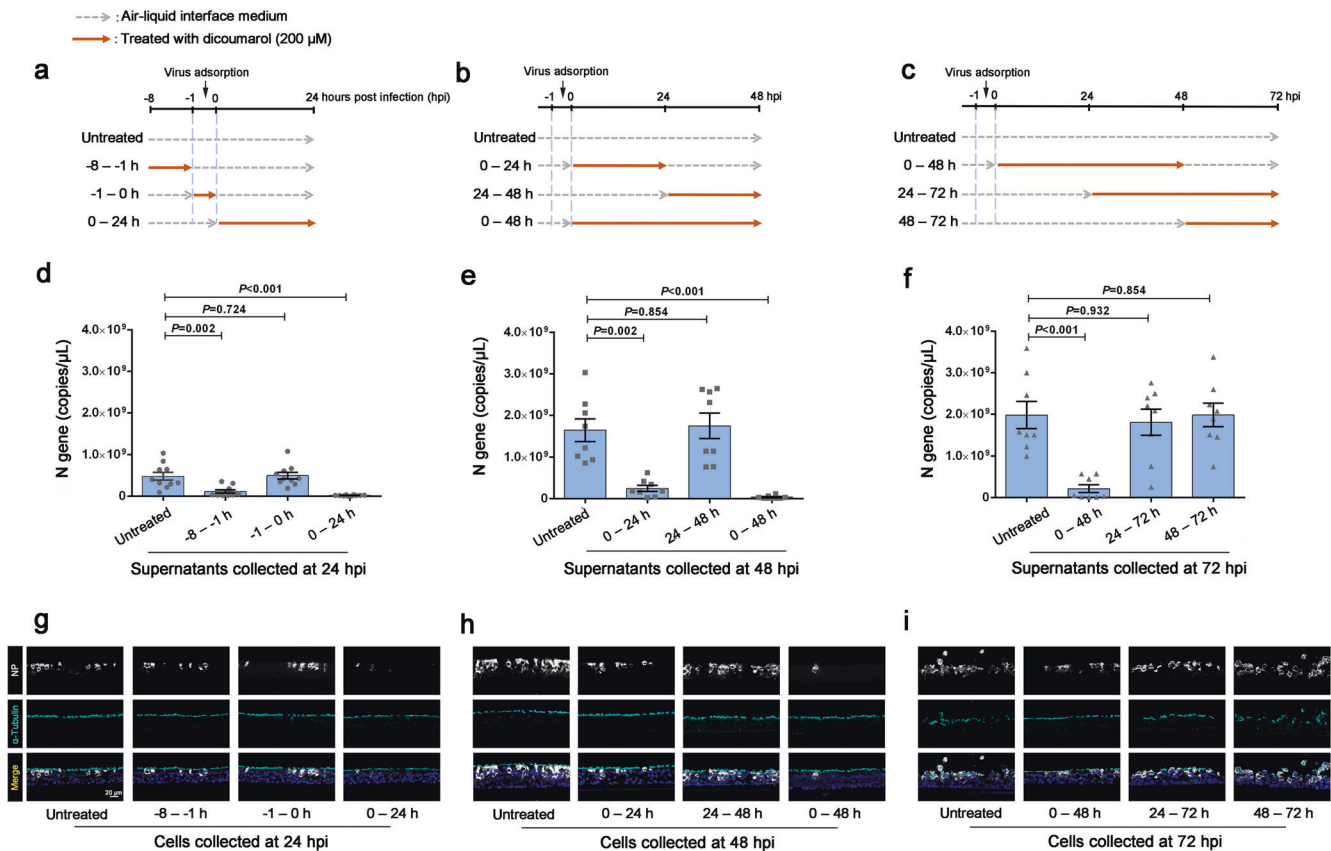 : Air-liquid interface medium
: Treated with dicoumarol (200 µM)
a
Virus adsorption
-8 -1 0 24 hours post infection (hpi)
Untreated
-8 – -1 h
-1 – 0 h
0 – 24 h
b
Virus adsorption
-1 0 24 48 hpi
Untreated
0 – 24 h
24 – 48 h
0 – 48 h
c
Virus adsorption
-1 0 24 48 72 hpi
Untreated
0 – 48 h
24 – 72 h
48 – 72 h
d
P<0.001
P=0.724
P=0.002
N gene (copies/µL)
4.0×10⁹
3.0×10⁹
2.0×10⁹
1.0×10⁹
0
Untreated
-8 – -1 h
-1 – 0 h
0 – 24 h
Supernatants collected at 24 hpi
e
P<0.001
P=0.854
P=0.002
N gene (copies/µL)
4.0×10⁹
3.0×10⁹
2.0×10⁹
1.0×10⁹
0
Untreated
0 – 24 h
24 – 48 h
0 – 48 h
Supernatants collected at 48 hpi
f
P=0.854
P=0.932
P<0.001
N gene (copies/µL)
4.0×10⁹
3.0×10⁹
2.0×10⁹
1.0×10⁹
0
Untreated
0 – 48 h
24 – 72 h
48 – 72 h
Supernatants collected at 72 hpi
g
NP
α-Tubulin
Merge
20 µm
Untreated -8 – -1 h -1 – 0 h 0 – 24 h
Cells collected at 24 hpi
h
Untreated 0 – 24 h 24 – 48 h 0 – 48 h
Cells collected at 48 hpi
i
Untreated 0 – 48 h 24 – 72 h 48 – 72 h
Cells collected at 72 hpi